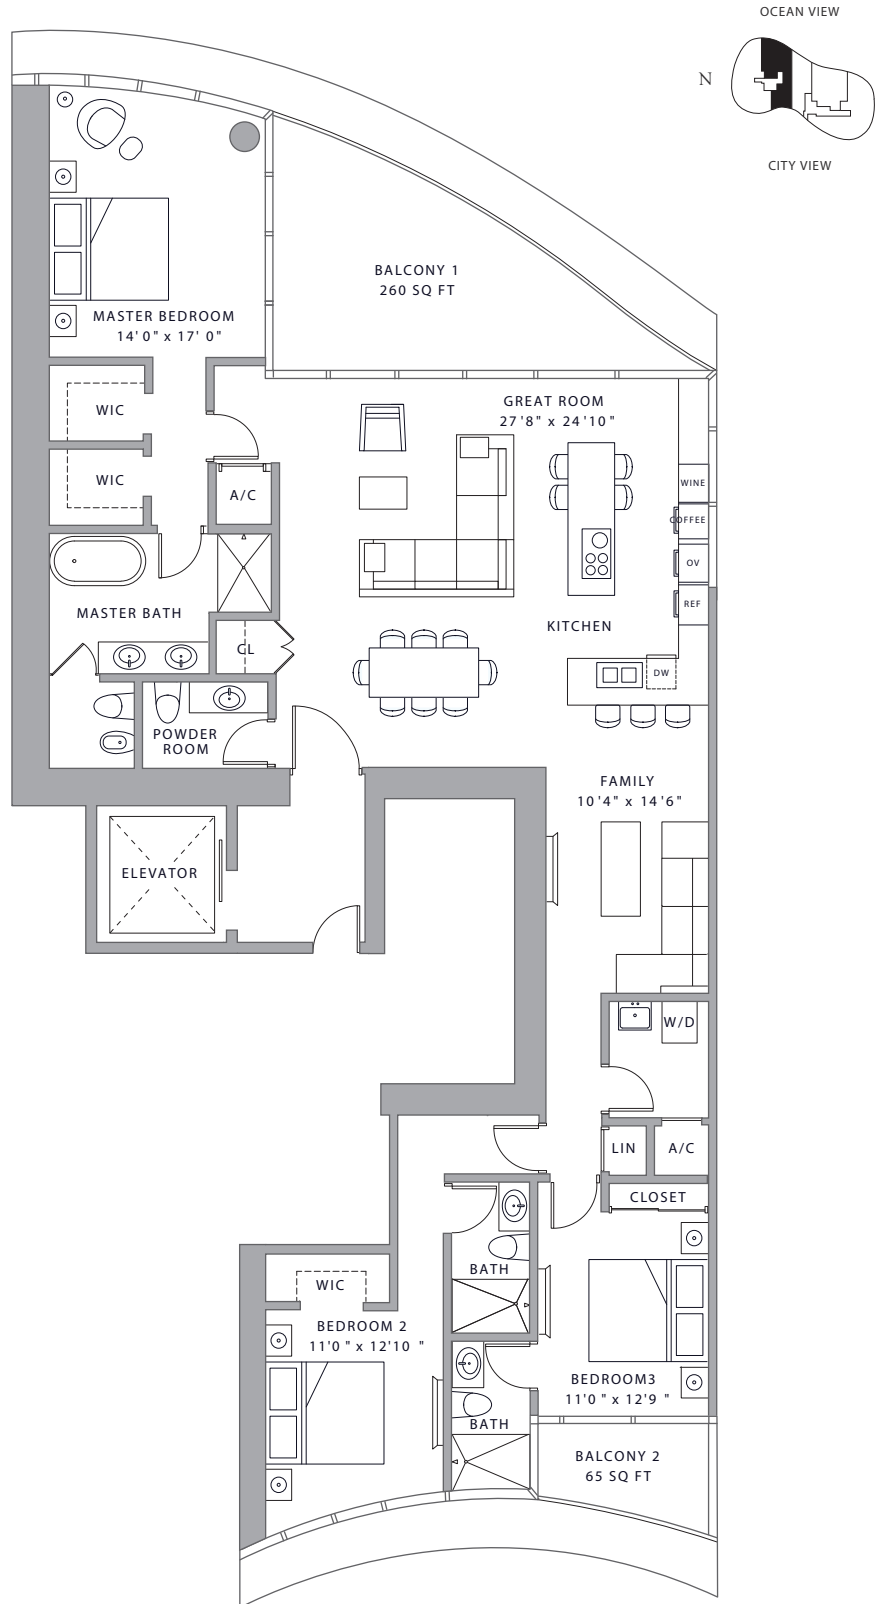 OCEAN VIEW
N
CITY VIEW
BALCONY 1
260 SQ FT
MASTER BEDROOM
14' 0" x 17' 0"
GREAT ROOM
27'8" x 24'10"
WIC
WIC
A/C
WINE
COFFEE
OV
REF
MASTER BATH
KITCHEN
CL
DW
POWDER
ROOM
FAMILY
10'4" x 14'6"
ELEVATOR
W/D
LIN
A/C
CLOSET
BATH
WIC
BEDROOM 2
11'0 " x 12'10 "
BEDROOM3
11'0 " x 12'9 "
BATH
BALCONY 2
65 SQ FT